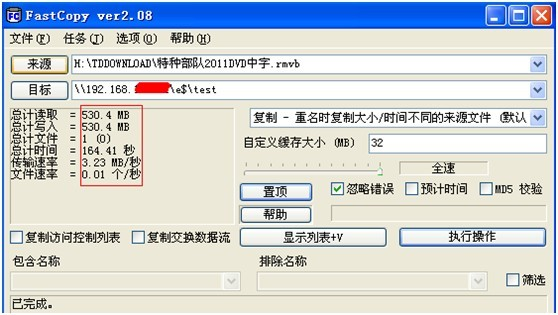 FastCopy ver2.08
文件(F) 任务(T) 选项(O) 帮助(H)
来源 H:\TDDOWNLOAD\特种部队2011DVD中字.rmvb
目标 \\192.168. \e$\test
总计读取 = 530.4 MB
总计写入 = 530.4 MB
总计文件 = 1 (0)
总计时间 = 164.41 秒
传输速率 = 3.23 MB/秒
文件速率 = 0.01 个/秒
复制 - 重名时复制大小/时间不同的来源文件 (默认
自定义缓存大小 (MB) 32
全速
置顶 忽略错误 预计时间 MD5 校验
帮助
复制访问控制列表 复制交换数据流 显示列表+V 执行操作
包含名称 排除名称
筛选
已完成。